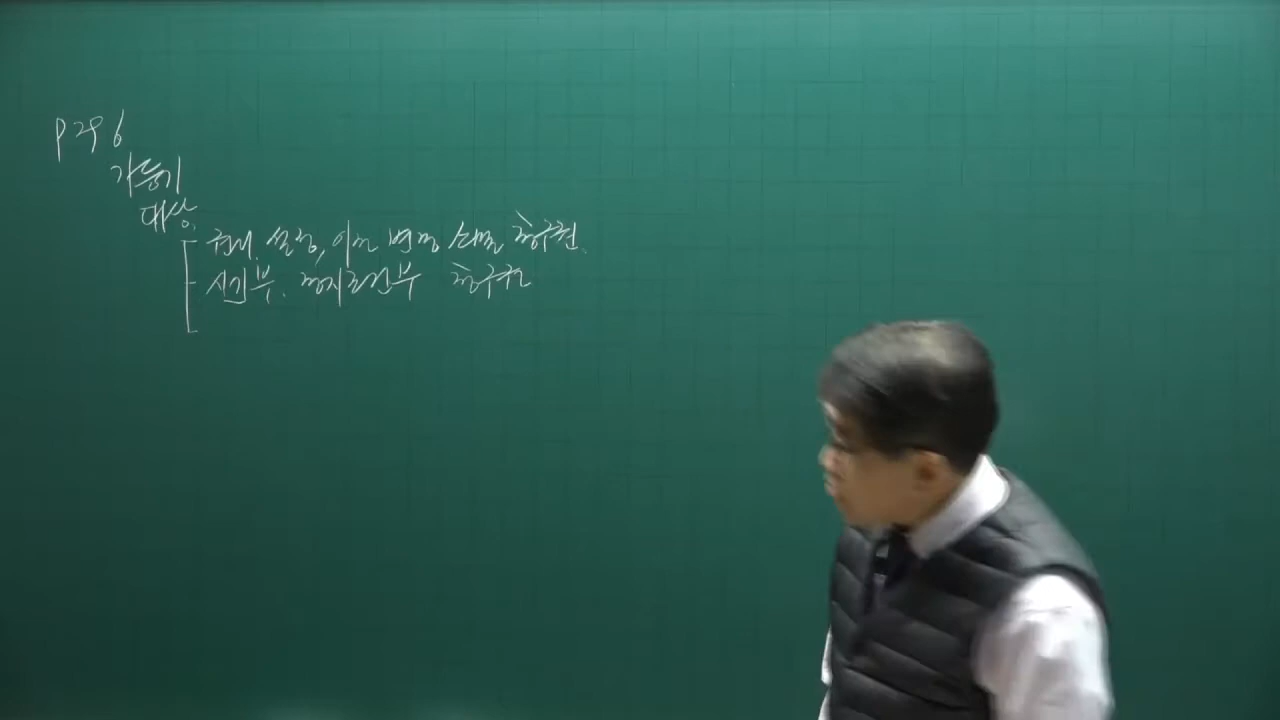 P296
가등기
대상.
권리. 설정, 이전 변경 소멸 청구권.
시기부. 정지조건부 청구권